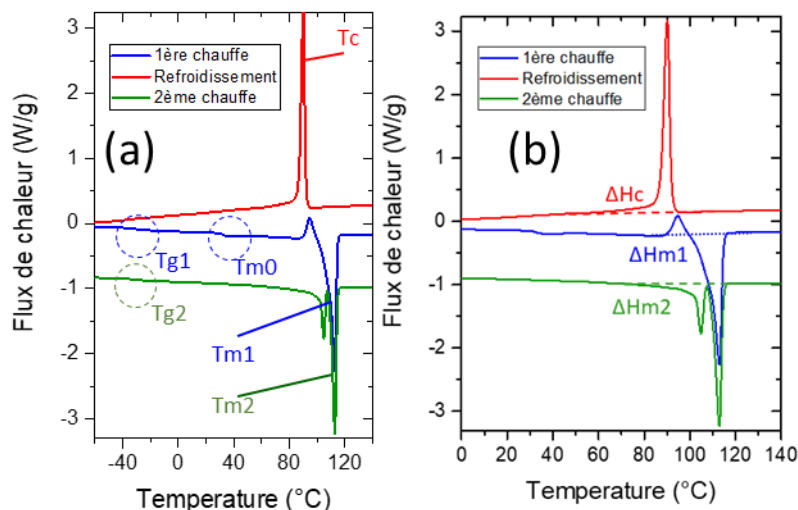 3
2
1
0
-1
-2
-3
Flux de chaleur (W/g)
1ère chauffe
Refroidissement
2ème chauffe
(a)
Tc
Tg1
Tm0
Tg2
Tm1
Tm2
-40 0 40 80 120
Temperature (°C)
3
2
1
0
-1
-2
-3
Flux de chaleur (W/g)
1ère chauffe
Refroidissement
2ème chauffe
(b)
ΔHc
ΔHm1
ΔHm2
0 20 40 60 80 100 120 140
Temperature (°C)